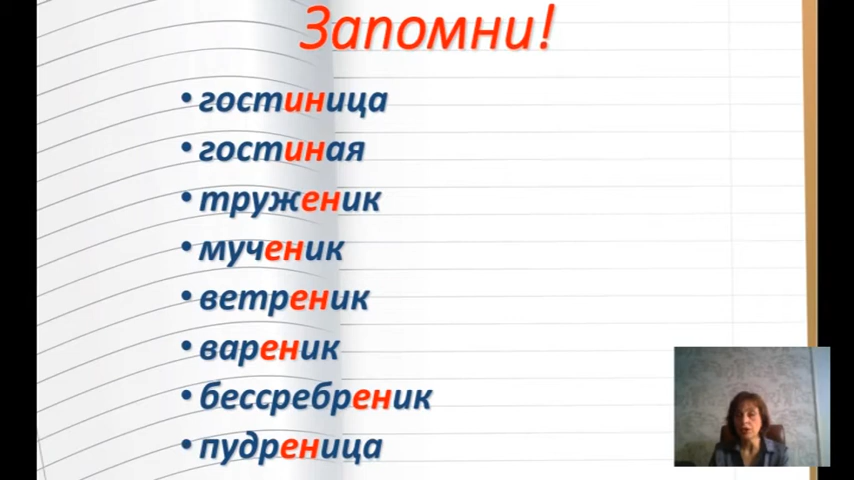 Запомни!
• гостиница
• гостиная
• труженик
• мученик
• ветреник
• вареник
• бессребреник
• пудреница